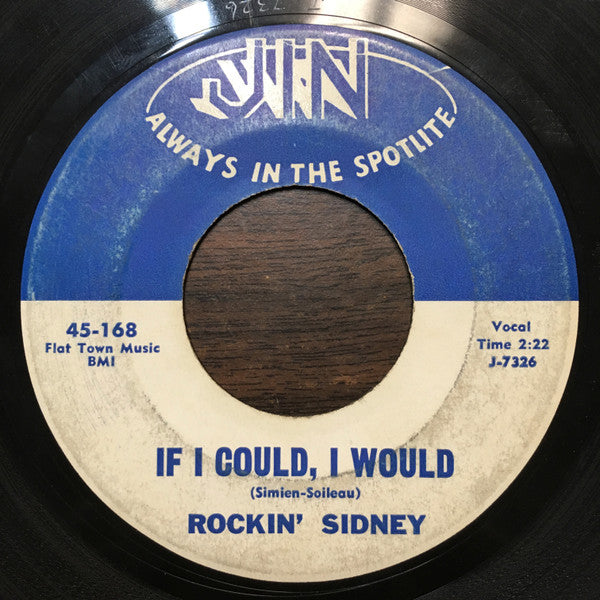 7326
JIN
ALWAYS IN THE SPOTLITE
45-168
Flat Town Music
BMI
Vocal
Time 2:22
J-7326
IF I COULD, I WOULD
(Simien-Soileau)
ROCKIN' SIDNEY